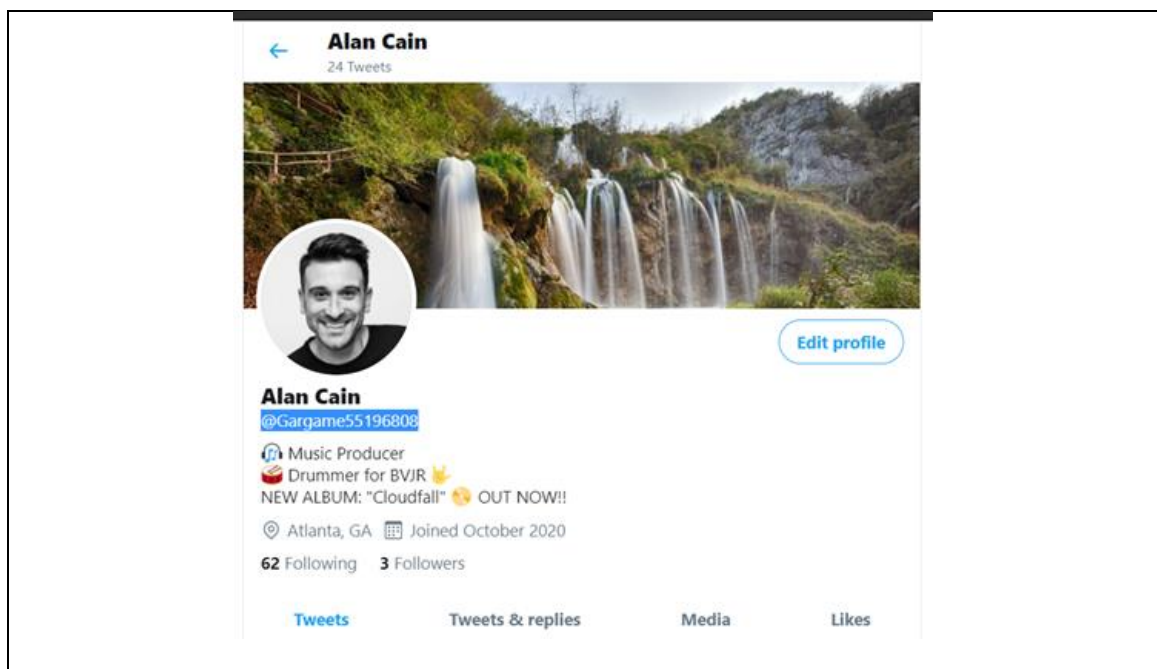 Alan Cain
24 Tweets
Edit profile
Alan Cain
@Gargame55196808
🎧 Music Producer
🥁 Drummer for BVJR 🤟
NEW ALBUM: "Cloudfall" 📀 OUT NOW!!
Atlanta, GA Joined October 2020
62 Following 3 Followers
Tweets Tweets & replies Media Likes